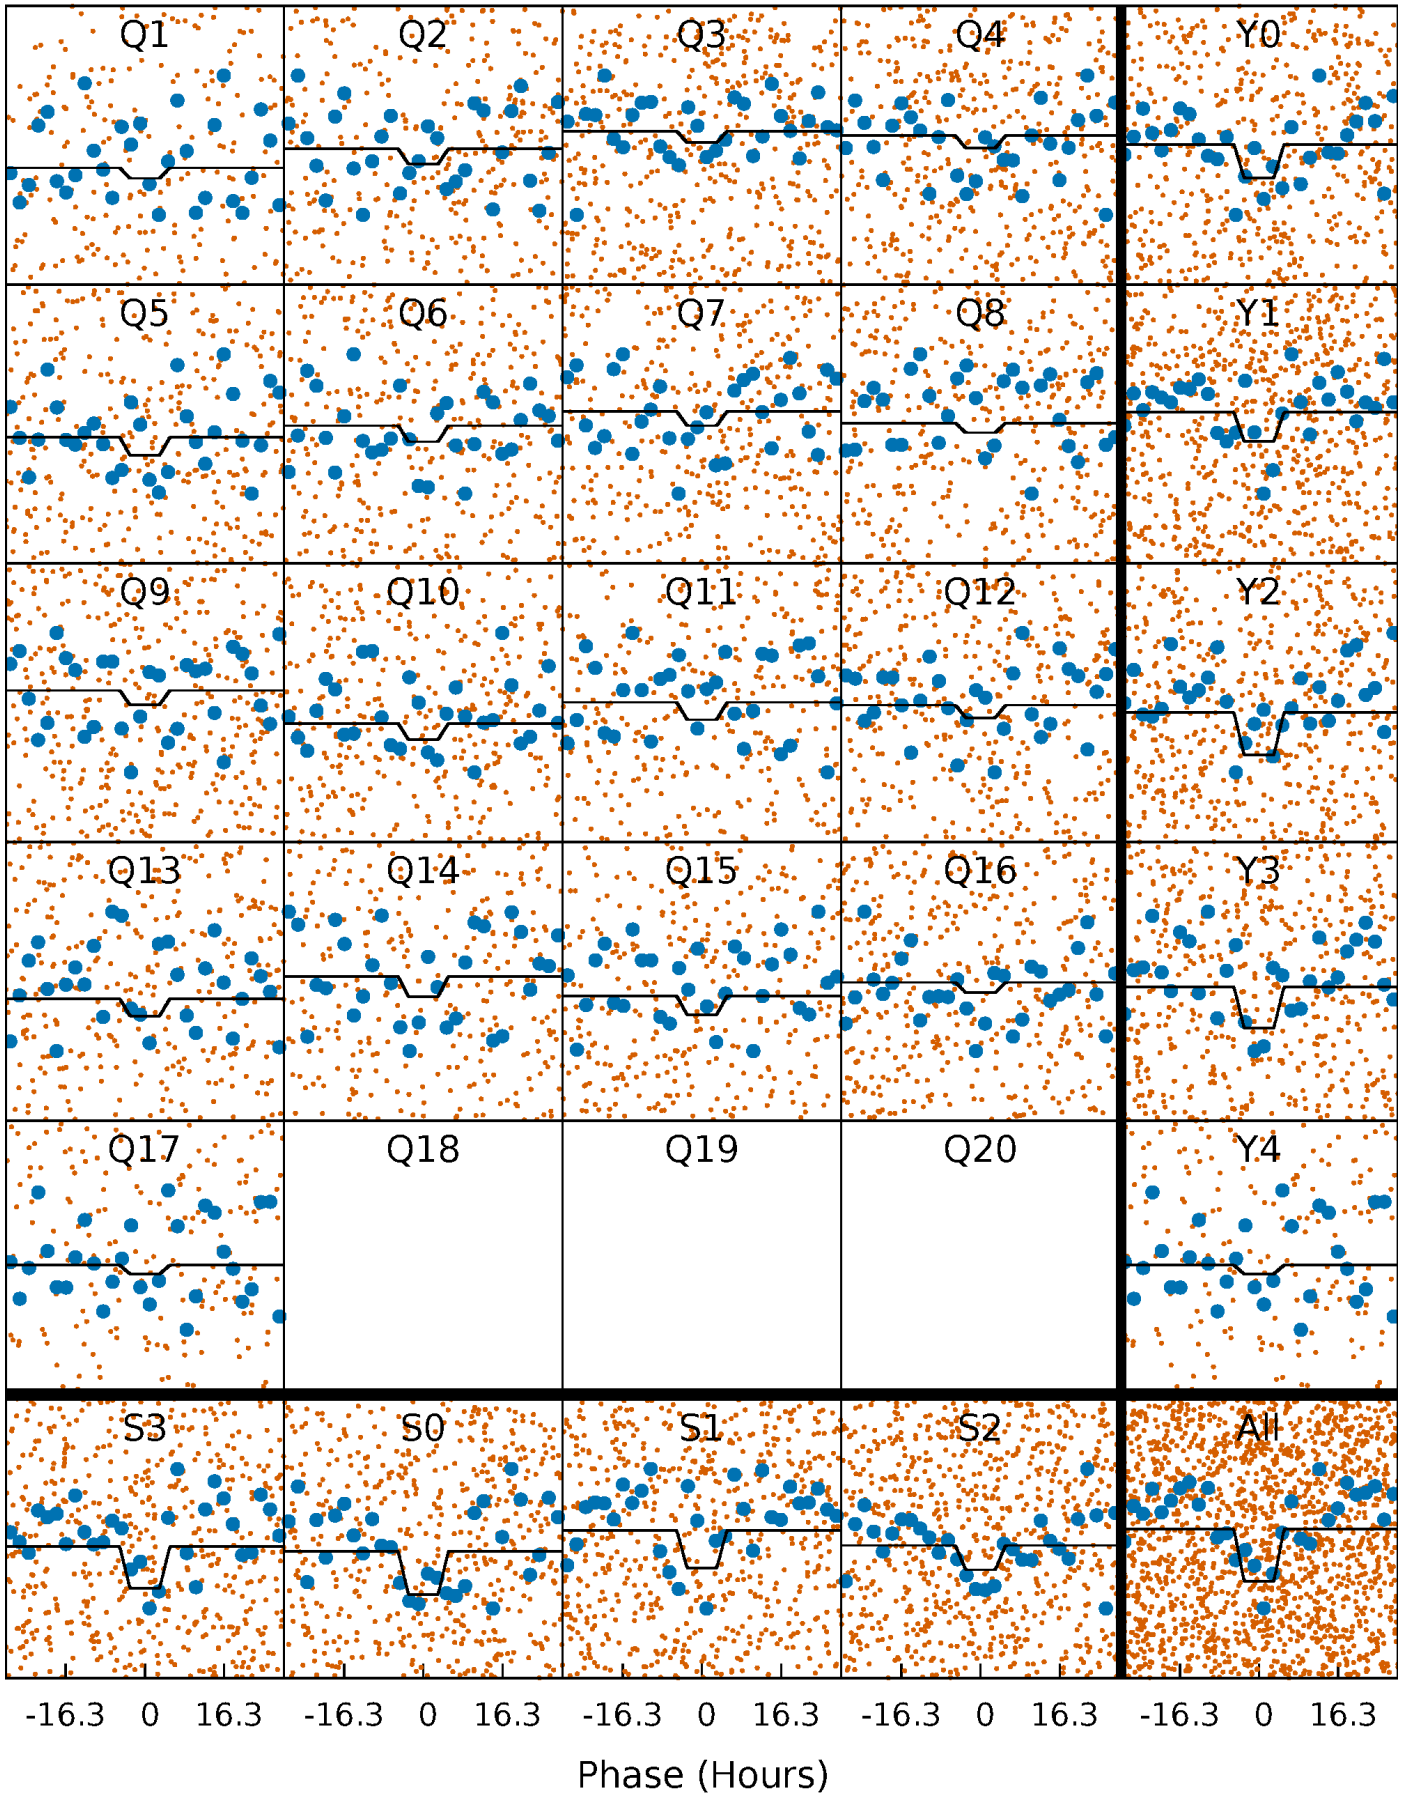 Q1 Q2 Q3 Q4 Y0
Q5 Q6 Q7 Q8 Y1
Q9 Q10 Q11 Q12 Y2
Q13 Q14 Q15 Q16 Y3
Q17 Q18 Q19 Q20 Y4
S3 S0 S1 S2 All
-16.3 0 16.3 -16.3 0 16.3 -16.3 0 16.3 -16.3 0 16.3 -16.3 0 16.3
Phase (Hours)